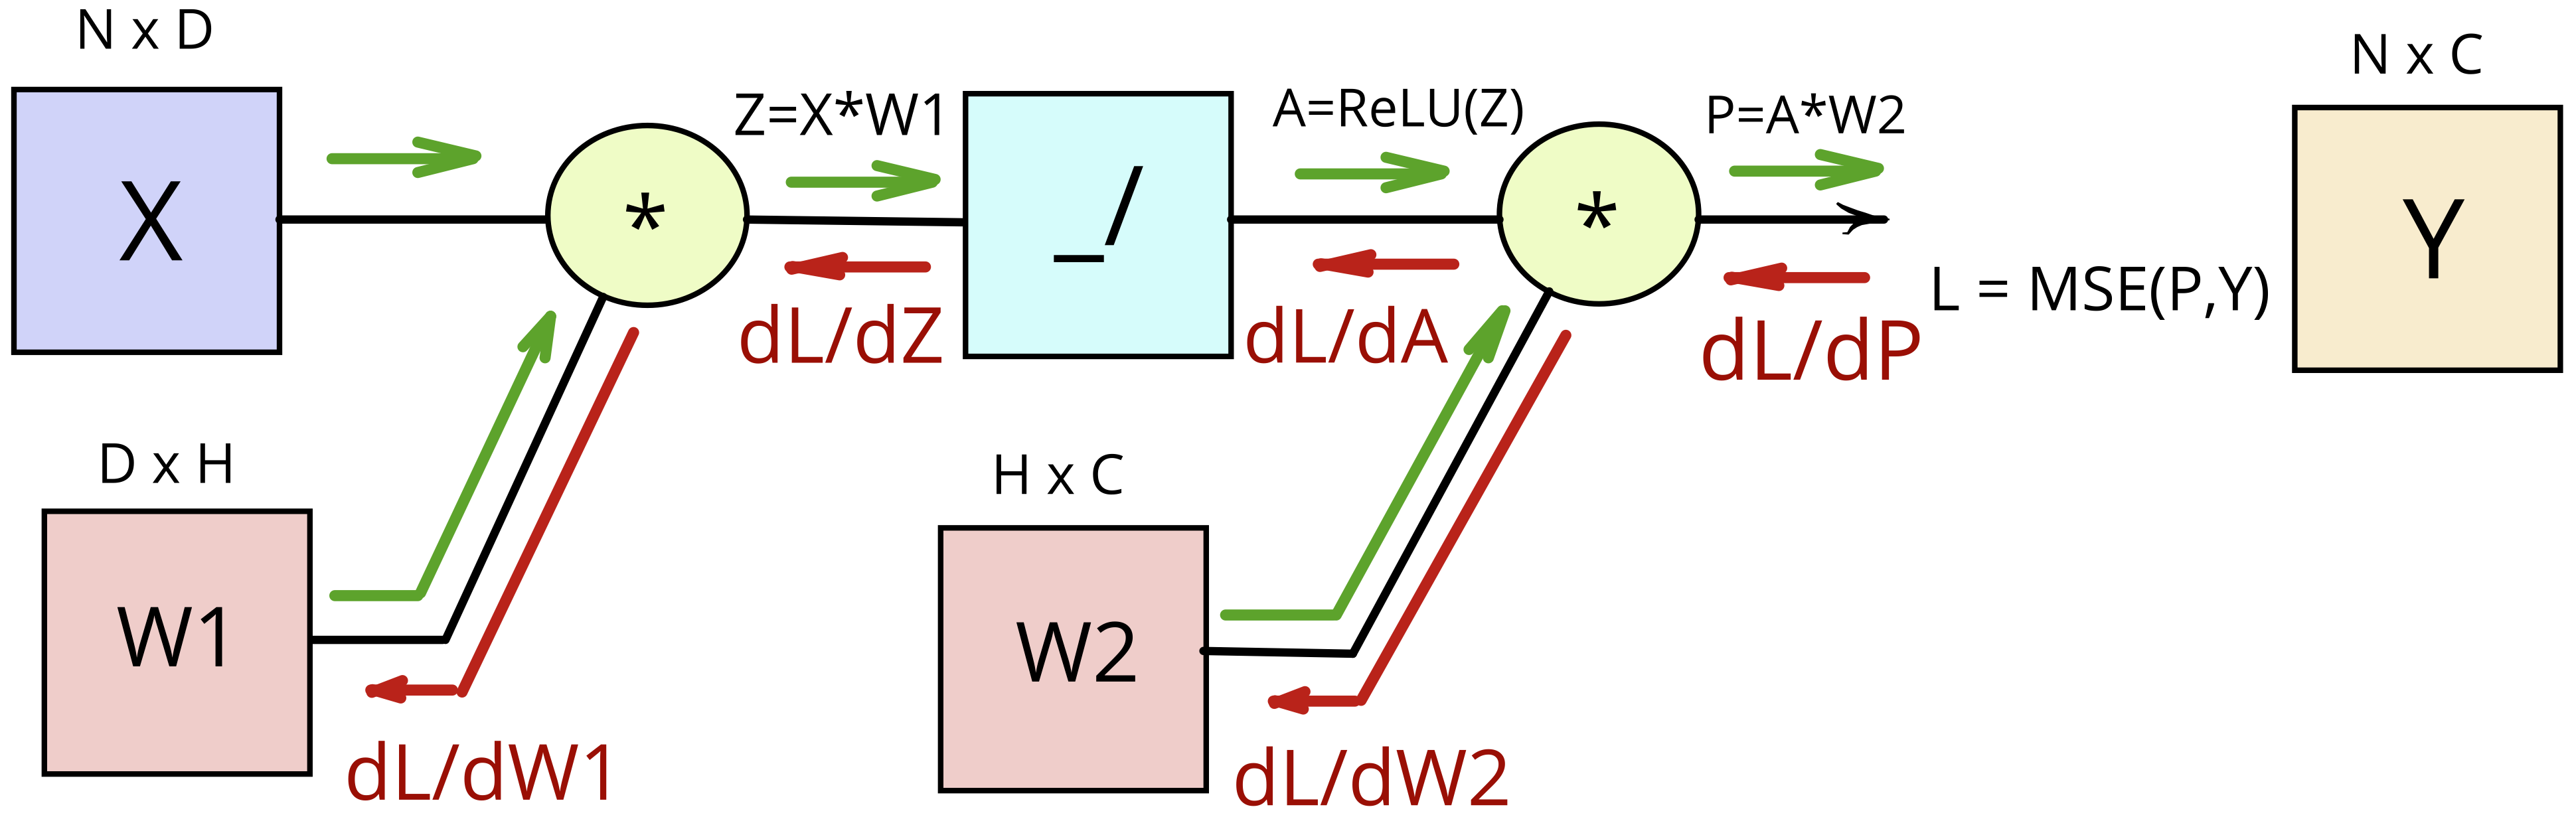 N x D
X
Z=X*W1
*
_/
A=ReLU(Z)
*
P=A*W2
N x C
Y
dL/dZ
dL/dA
dL/dP
L = MSE(P,Y)
D x H
W1
dL/dW1
H x C
W2
dL/dW2